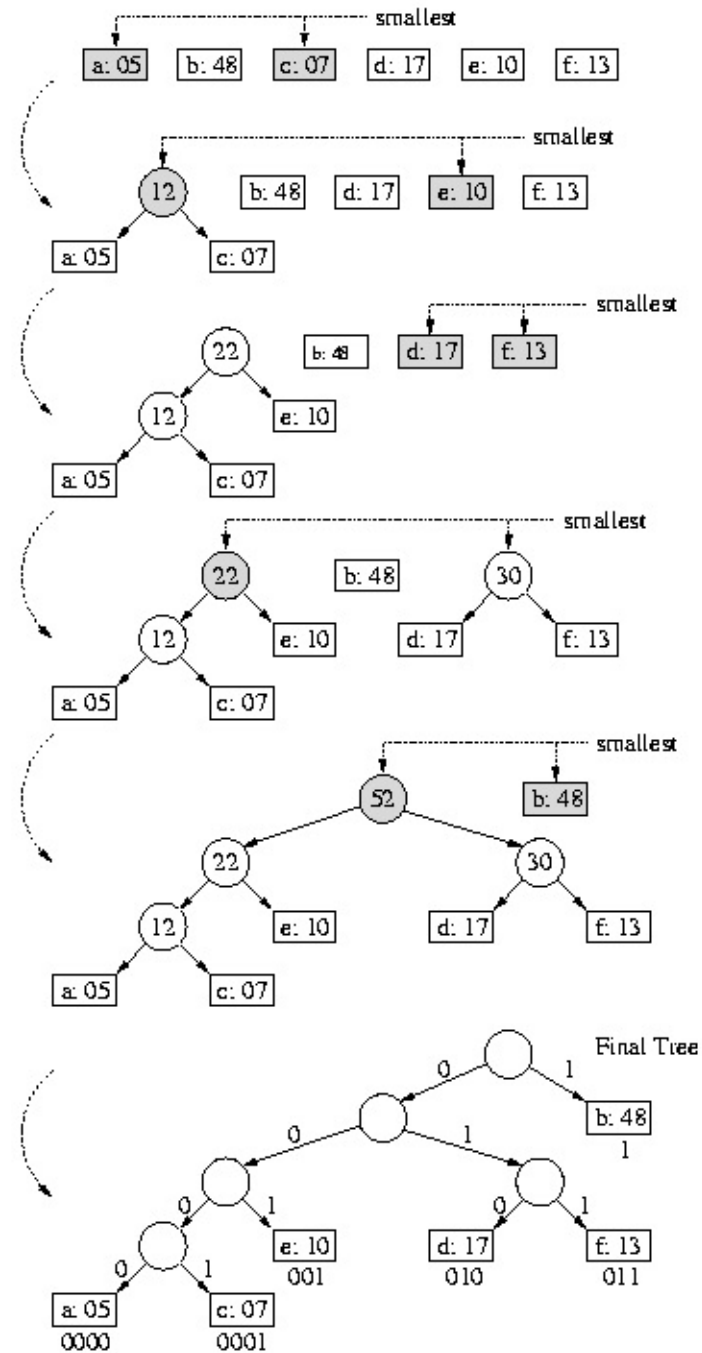 smallest
a: 05 b: 48 c: 07 d: 17 e: 10 f: 13
smallest
12 b: 48 d: 17 e: 10 f: 13
a: 05 c: 07
smallest
22 b: 48 d: 17 f: 13
12 e: 10
a: 05 c: 07
smallest
22 b: 48 30
12 e: 10 d: 17 f: 13
a: 05 c: 07
smallest
52 b: 48
22 30
12 e: 10 d: 17 f: 13
a: 05 c: 07
Final Tree
0 1
b: 48
1
0 1
0 1 0 1
e: 10 d: 17 f: 13
001 010 011
0 1
a: 05 c: 07
0000 0001